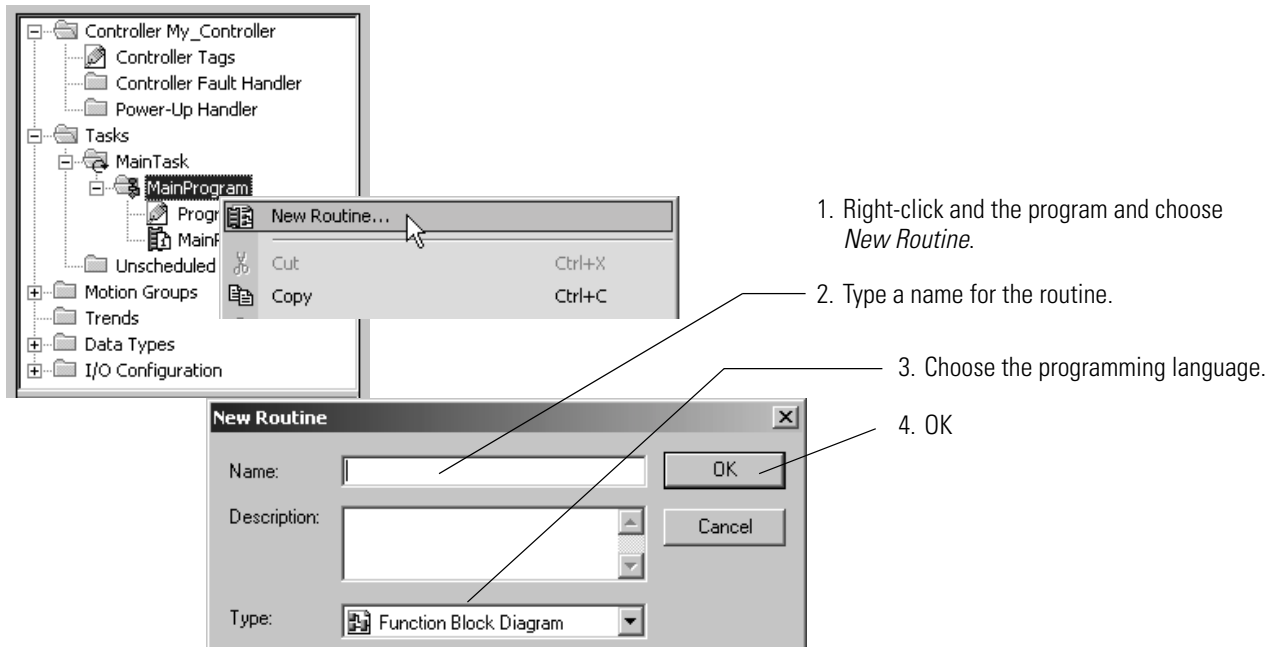 Controller My_Controller
Controller Tags
Controller Fault Handler
Power-Up Handler
Tasks
MainTask
MainProgram
New Routine...
Unscheduled
Cut Ctrl+X
Motion Groups
Copy Ctrl+C
Trends
Data Types
I/O Configuration
1. Right-click and the program and choose
New Routine.
2. Type a name for the routine.
3. Choose the programming language.
4. OK
New Routine
Name:
OK
Description:
Cancel
Type:
Function Block Diagram